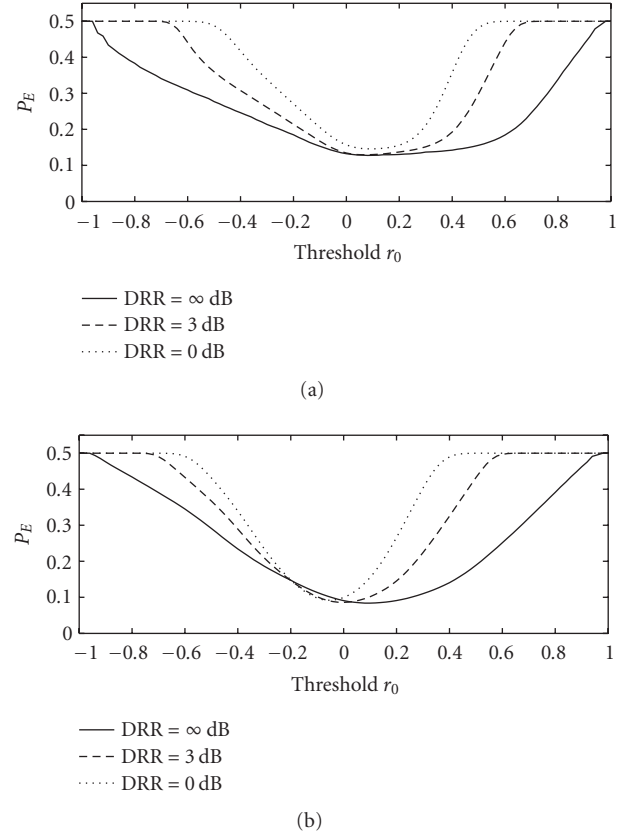 0.5
0.4
0.3
0.2
0.1
0
P_E
−1 −0.8 −0.6 −0.4 −0.2 0 0.2 0.4 0.6 0.8 1
Threshold r_0
DRR = ∞ dB
DRR = 3 dB
DRR = 0 dB
(a)
0.5
0.4
0.3
0.2
0.1
0
P_E
−1 −0.8 −0.6 −0.4 −0.2 0 0.2 0.4 0.6 0.8 1
Threshold r_0
DRR = ∞ dB
DRR = 3 dB
DRR = 0 dB
(b)